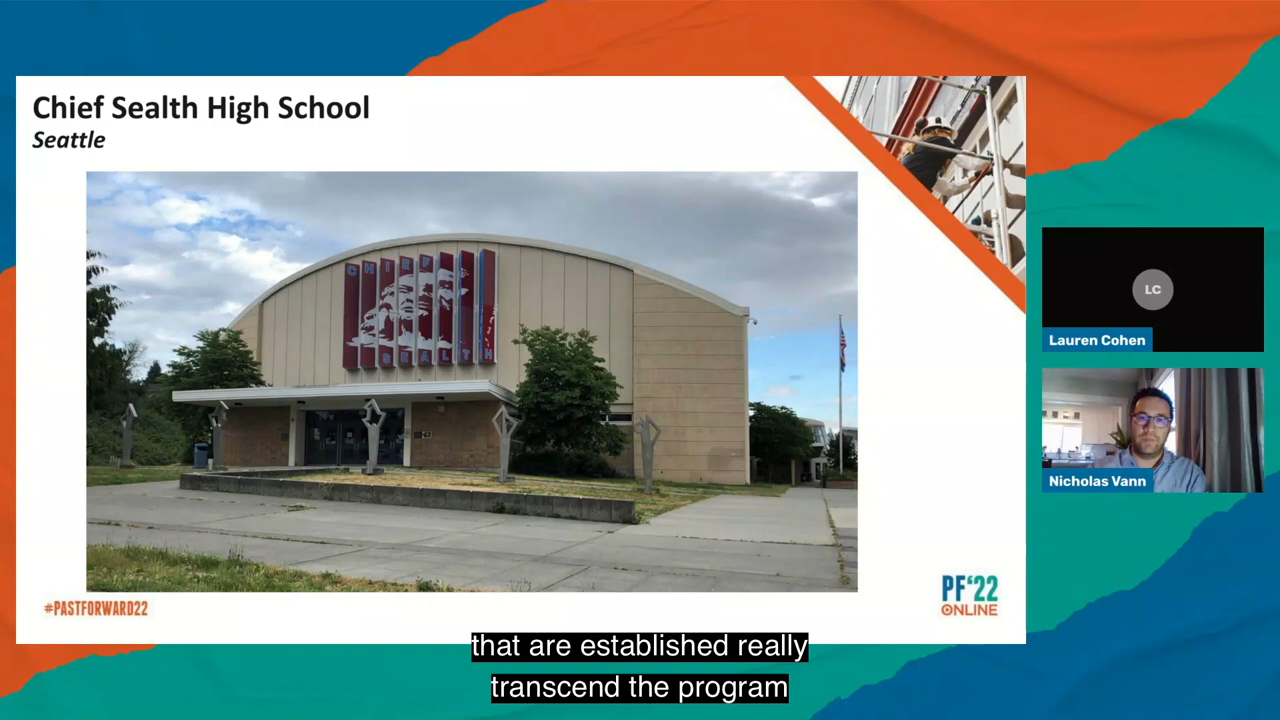 Chief Sealth High School
Seattle
CHIEF
SEALTH
LC
Lauren Cohen
Nicholas Vann
#PASTFORWARD22
PF‘22
ONLINE
that are established really
transcend the program